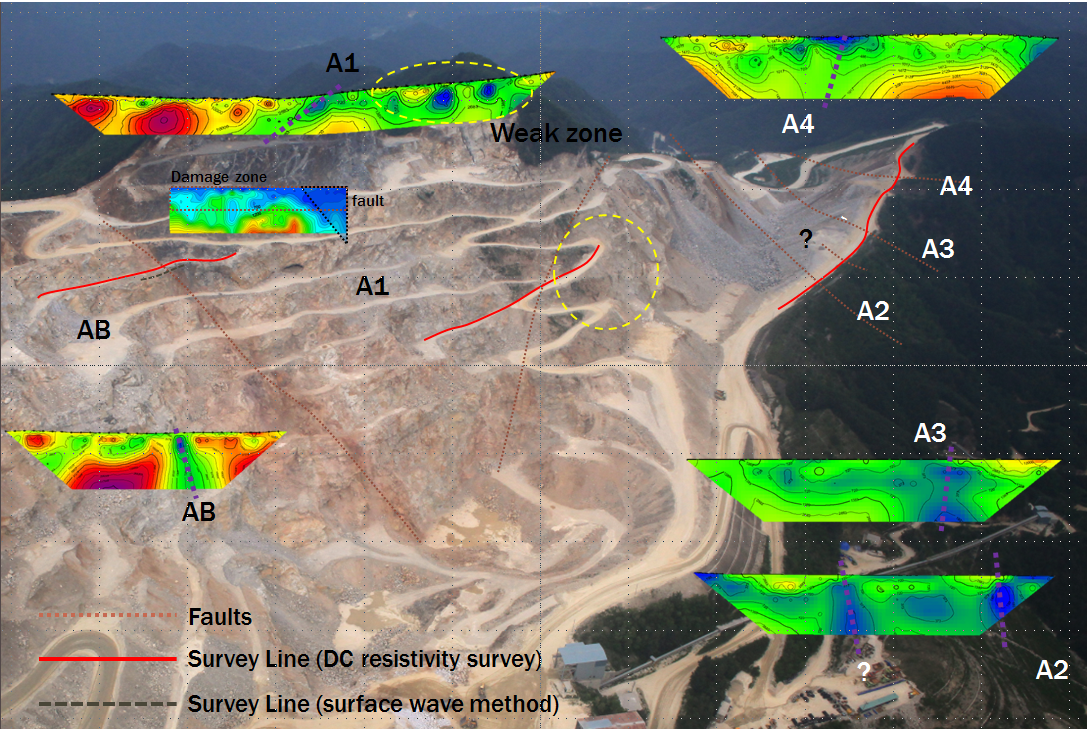 A1
A4
Weak zone
A4
Damage zone
fault
A4
?
A3
A1
A2
AB
A3
AB
Faults
Survey Line (DC resistivity survey)
?
A2
Survey Line (surface wave method)